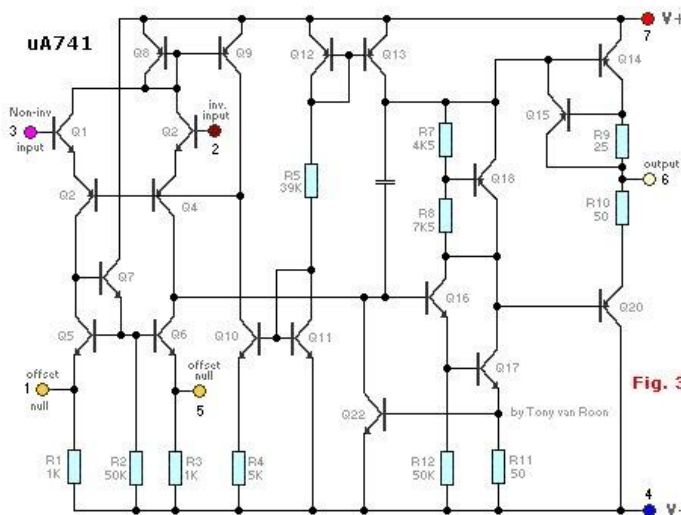 uA741
Q8
Q9
Q12
Q13
7
V+
Q14
Q15
Non-inv
3
input
Q1
inv.
input
2
Q2
R7
4K5
R9
25
output
6
Q2
Q4
R5
39K
Q18
R8
7K5
R10
50
Q7
Q16
Q20
Q5
Q6
Q10
Q11
Q17
offset
1
null
offset
null
5
Fig. 3
Q22
by Tony van Roon
R1
1K
R2
50K
R3
1K
R4
5K
R12
50K
R11
50
4